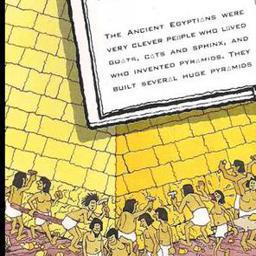 The Ancient Egyptians were
very clever people who loved
goats, cats and sphinx, and
who invented pyramids. They
built several huge pyramids